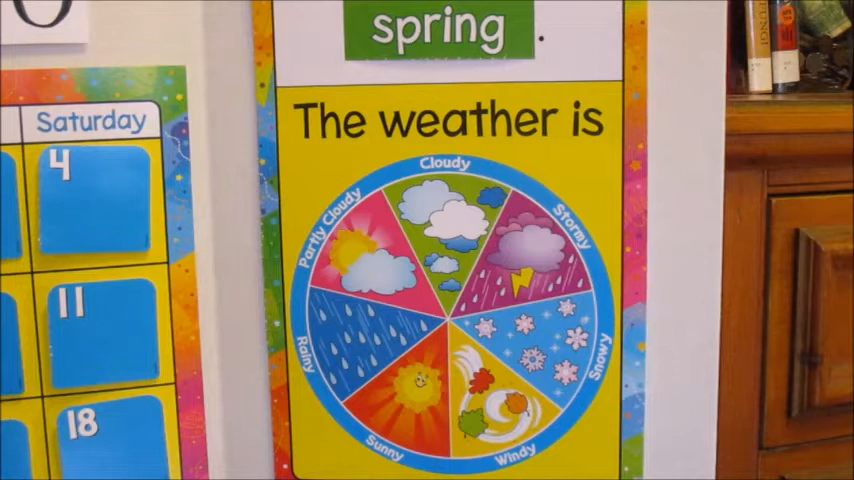 spring.
The weather is
Cloudy
Stormy
Snowy
Windy
Sunny
Rainy
Partly Cloudy
Saturday
4
11
18